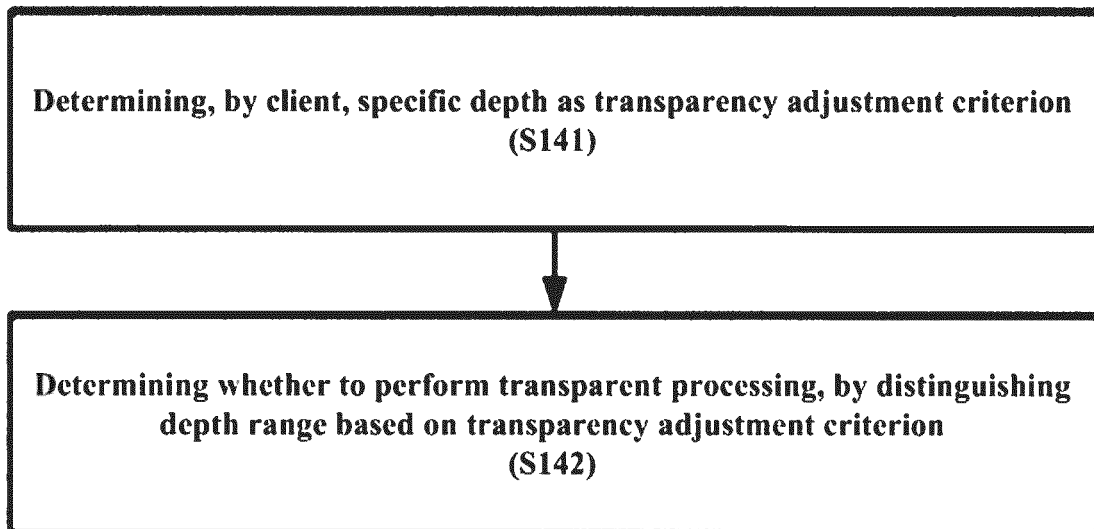 Determining, by client, specific depth as transparency adjustment criterion
(S141)
Determining whether to perform transparent processing, by distinguishing
depth range based on transparency adjustment criterion
(S142)